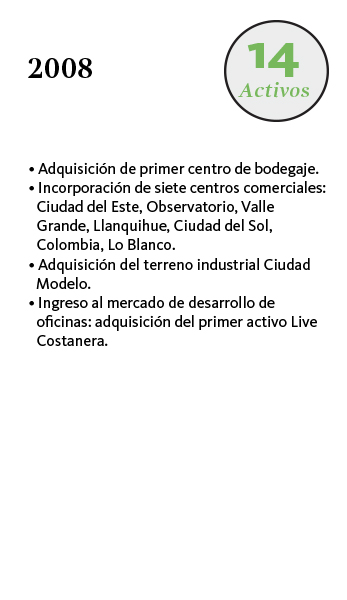 2008
14
Activos
• Adquisición de primer centro de bodegaje.
• Incorporación de siete centros comerciales:
Ciudad del Este, Observatorio, Valle
Grande, Llanquihue, Ciudad del Sol,
Colombia, Lo Blanco.
• Adquisición del terreno industrial Ciudad
Modelo.
• Ingreso al mercado de desarrollo de
oficinas: adquisición del primer activo Live
Costanera.